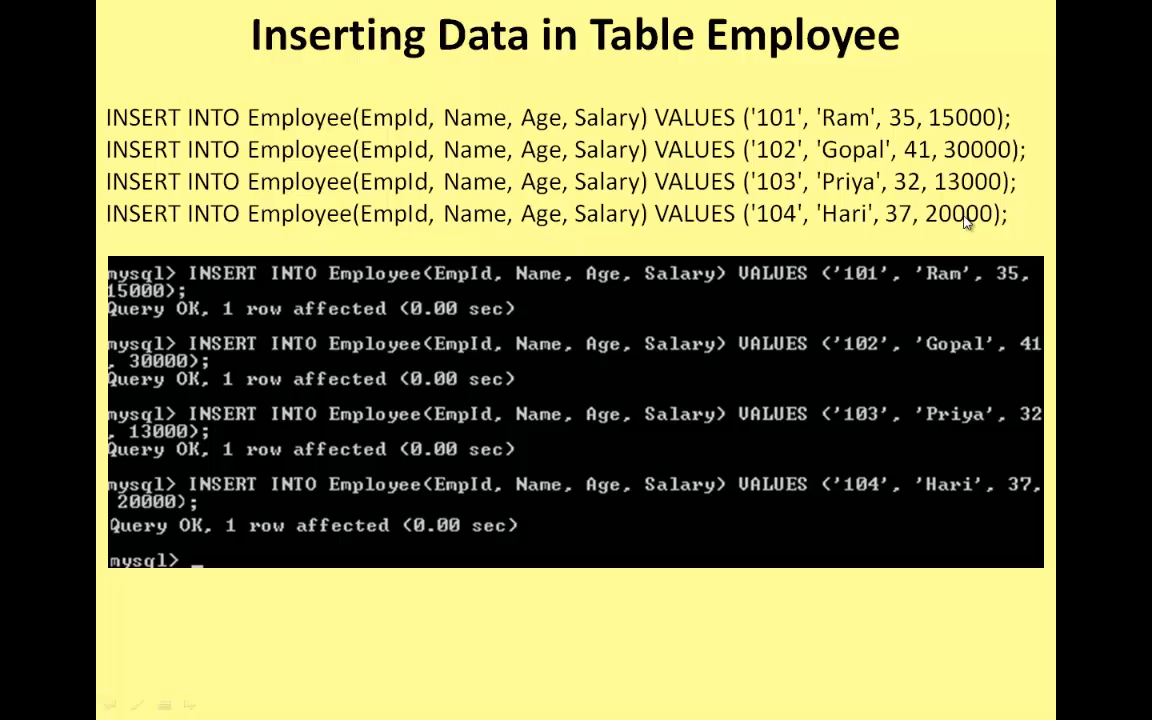 Inserting Data in Table Employee
INSERT INTO Employee(EmpId, Name, Age, Salary) VALUES ('101', 'Ram', 35, 15000);
INSERT INTO Employee(EmpId, Name, Age, Salary) VALUES ('102', 'Gopal', 41, 30000);
INSERT INTO Employee(EmpId, Name, Age, Salary) VALUES ('103', 'Priya', 32, 13000);
INSERT INTO Employee(EmpId, Name, Age, Salary) VALUES ('104', 'Hari', 37, 20000);
mysql> INSERT INTO Employee(EmpId, Name, Age, Salary) VALUES ('101', 'Ram', 35,
15000);
Query OK, 1 row affected (0.00 sec)
mysql> INSERT INTO Employee(EmpId, Name, Age, Salary) VALUES ('102', 'Gopal', 41
, 30000);
Query OK, 1 row affected (0.00 sec)
mysql> INSERT INTO Employee(EmpId, Name, Age, Salary) VALUES ('103', 'Priya', 32
, 13000);
Query OK, 1 row affected (0.00 sec)
mysql> INSERT INTO Employee(EmpId, Name, Age, Salary) VALUES ('104', 'Hari', 37,
20000);
Query OK, 1 row affected (0.00 sec)
mysql> _